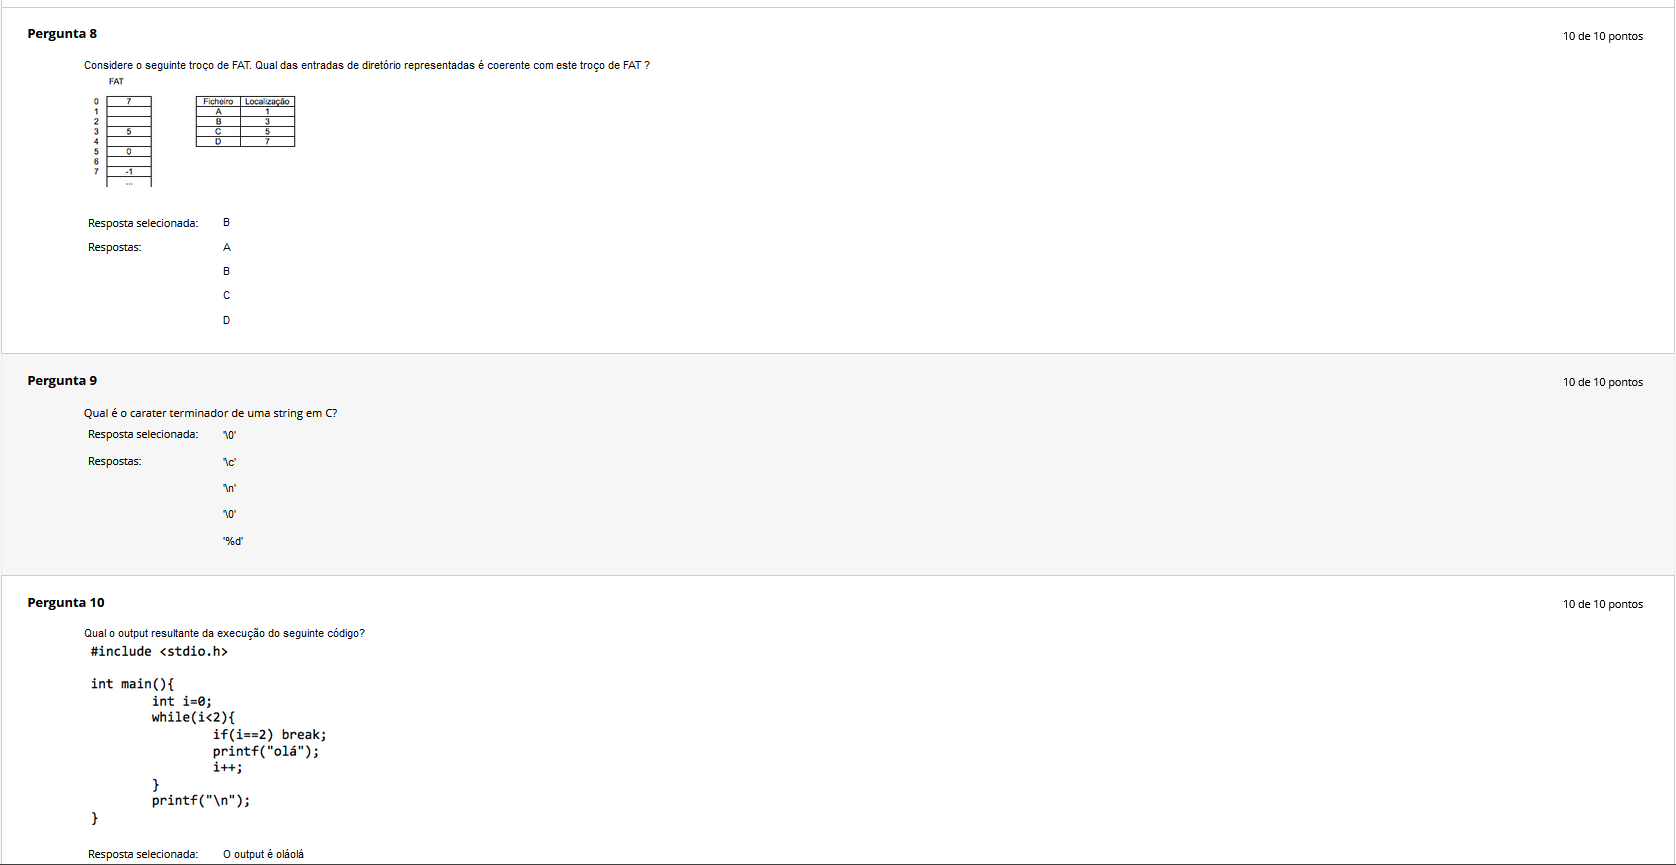 Pergunta 8
10 de 10 pontos
Considere o seguinte troço de FAT. Qual das entradas de diretório representadas é coerente com este troço de FAT ?
FAT
0 7
1
2
3 5
4
5 0
6
7 -1
...
Ficheiro Localização
A 1
B 3
C 5
D 7
Resposta selecionada: B
Respostas: A
B
C
D
Pergunta 9
10 de 10 pontos
Qual é o carater terminador de uma string em C?
Resposta selecionada: '\0'
Respostas: '\c'
'\n'
'\0'
'%d'
Pergunta 10
10 de 10 pontos
Qual o output resultante da execução do seguinte código?
#include <stdio.h>
int main(){
int i=0;
while(i<2){
if(i==2) break;
printf("olá");
i++;
}
printf("\n");
}
Resposta selecionada: O output é oláolá